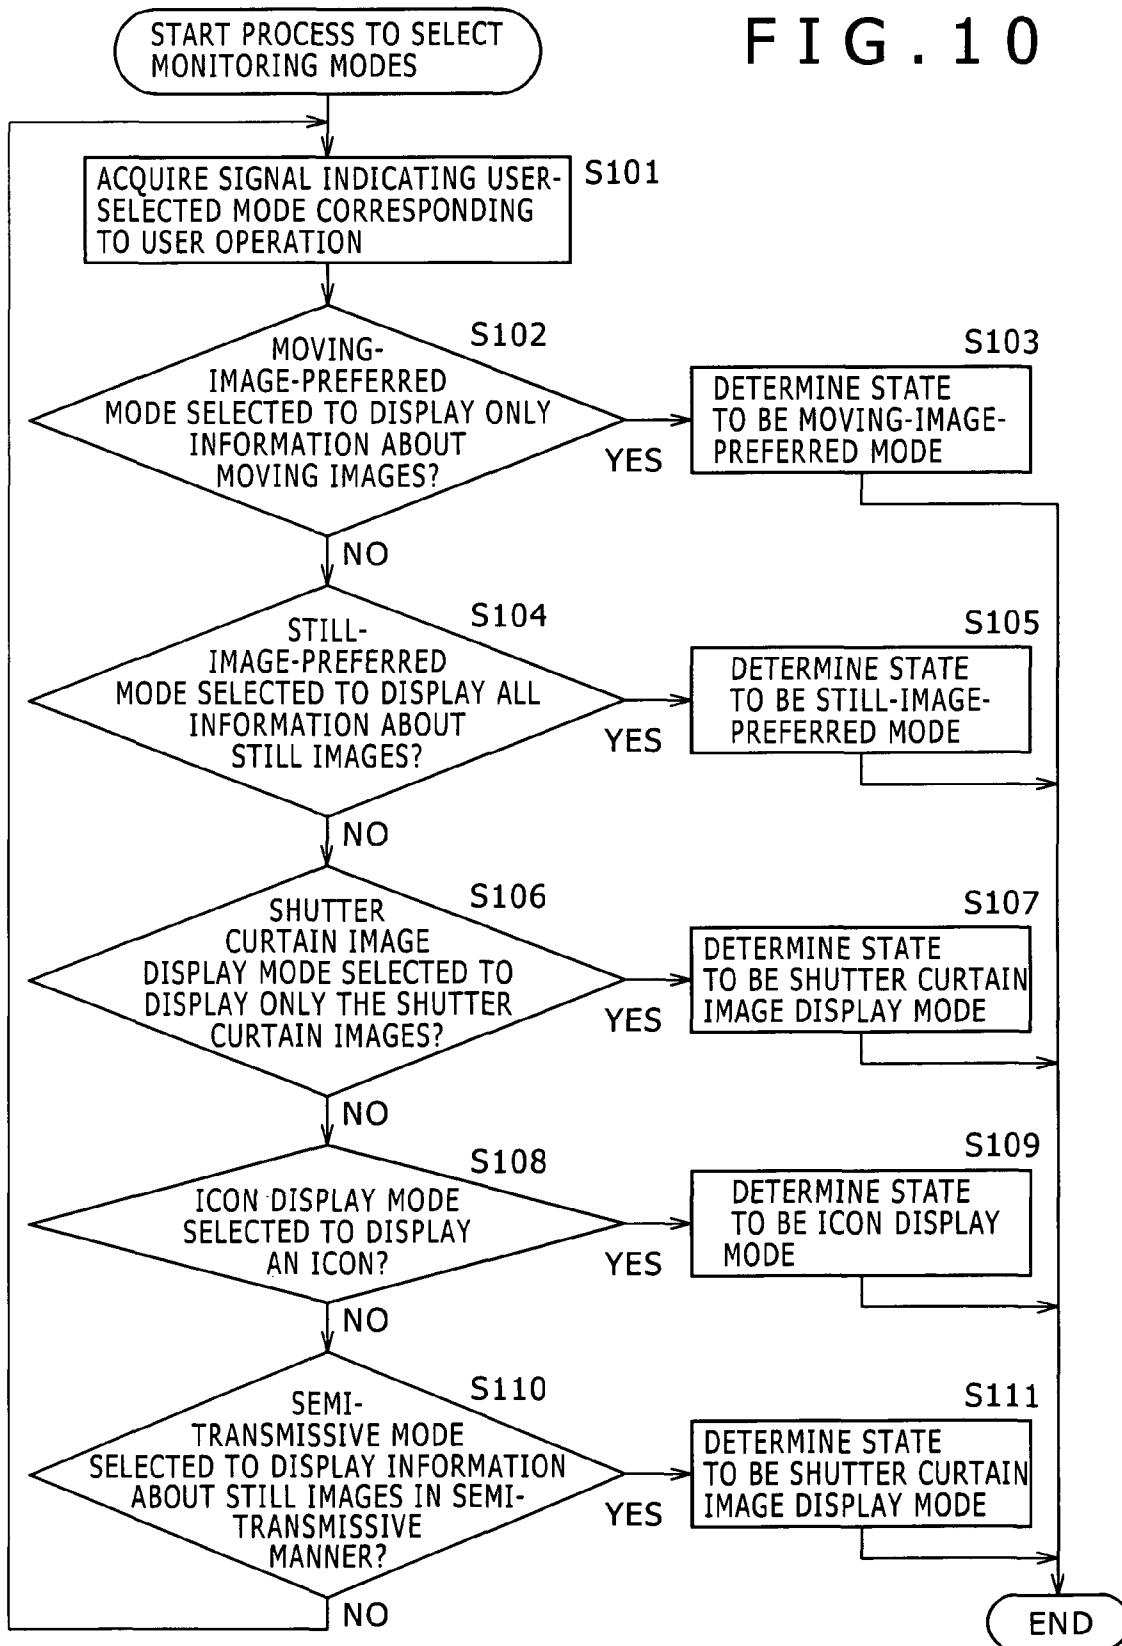 FIG.10
START PROCESS TO SELECT
MONITORING MODES
S101
ACQUIRE SIGNAL INDICATING USER-
SELECTED MODE CORRESPONDING
TO USER OPERATION
S102
MOVING-
IMAGE-PREFERRED
MODE SELECTED TO DISPLAY ONLY
INFORMATION ABOUT
MOVING IMAGES?
YES
NO
S103
DETERMINE STATE
TO BE MOVING-IMAGE-
PREFERRED MODE
S104
STILL-
IMAGE-PREFERRED
MODE SELECTED TO DISPLAY ALL
INFORMATION ABOUT
STILL IMAGES?
YES
NO
S105
DETERMINE STATE
TO BE STILL-IMAGE-
PREFERRED MODE
S106
SHUTTER
CURTAIN IMAGE
DISPLAY MODE SELECTED TO
DISPLAY ONLY THE SHUTTER
CURTAIN IMAGES?
YES
NO
S107
DETERMINE STATE
TO BE SHUTTER CURTAIN
IMAGE DISPLAY MODE
S108
ICON DISPLAY MODE
SELECTED TO DISPLAY
AN ICON?
YES
NO
S109
DETERMINE STATE
TO BE ICON DISPLAY
MODE
S110
SEMI-
TRANSMISSIVE MODE
SELECTED TO DISPLAY INFORMATION
ABOUT STILL IMAGES IN SEMI-
TRANSMISSIVE
MANNER?
YES
NO
S111
DETERMINE STATE
TO BE SHUTTER CURTAIN
IMAGE DISPLAY MODE
END